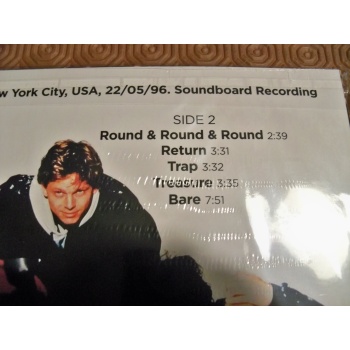 w York City, USA, 22/05/96. Soundboard Recording
SIDE 2
Round & Round & Round 2:39
Return 3:31
Trap 3:32
Treasure 3:35
Bare 7:51